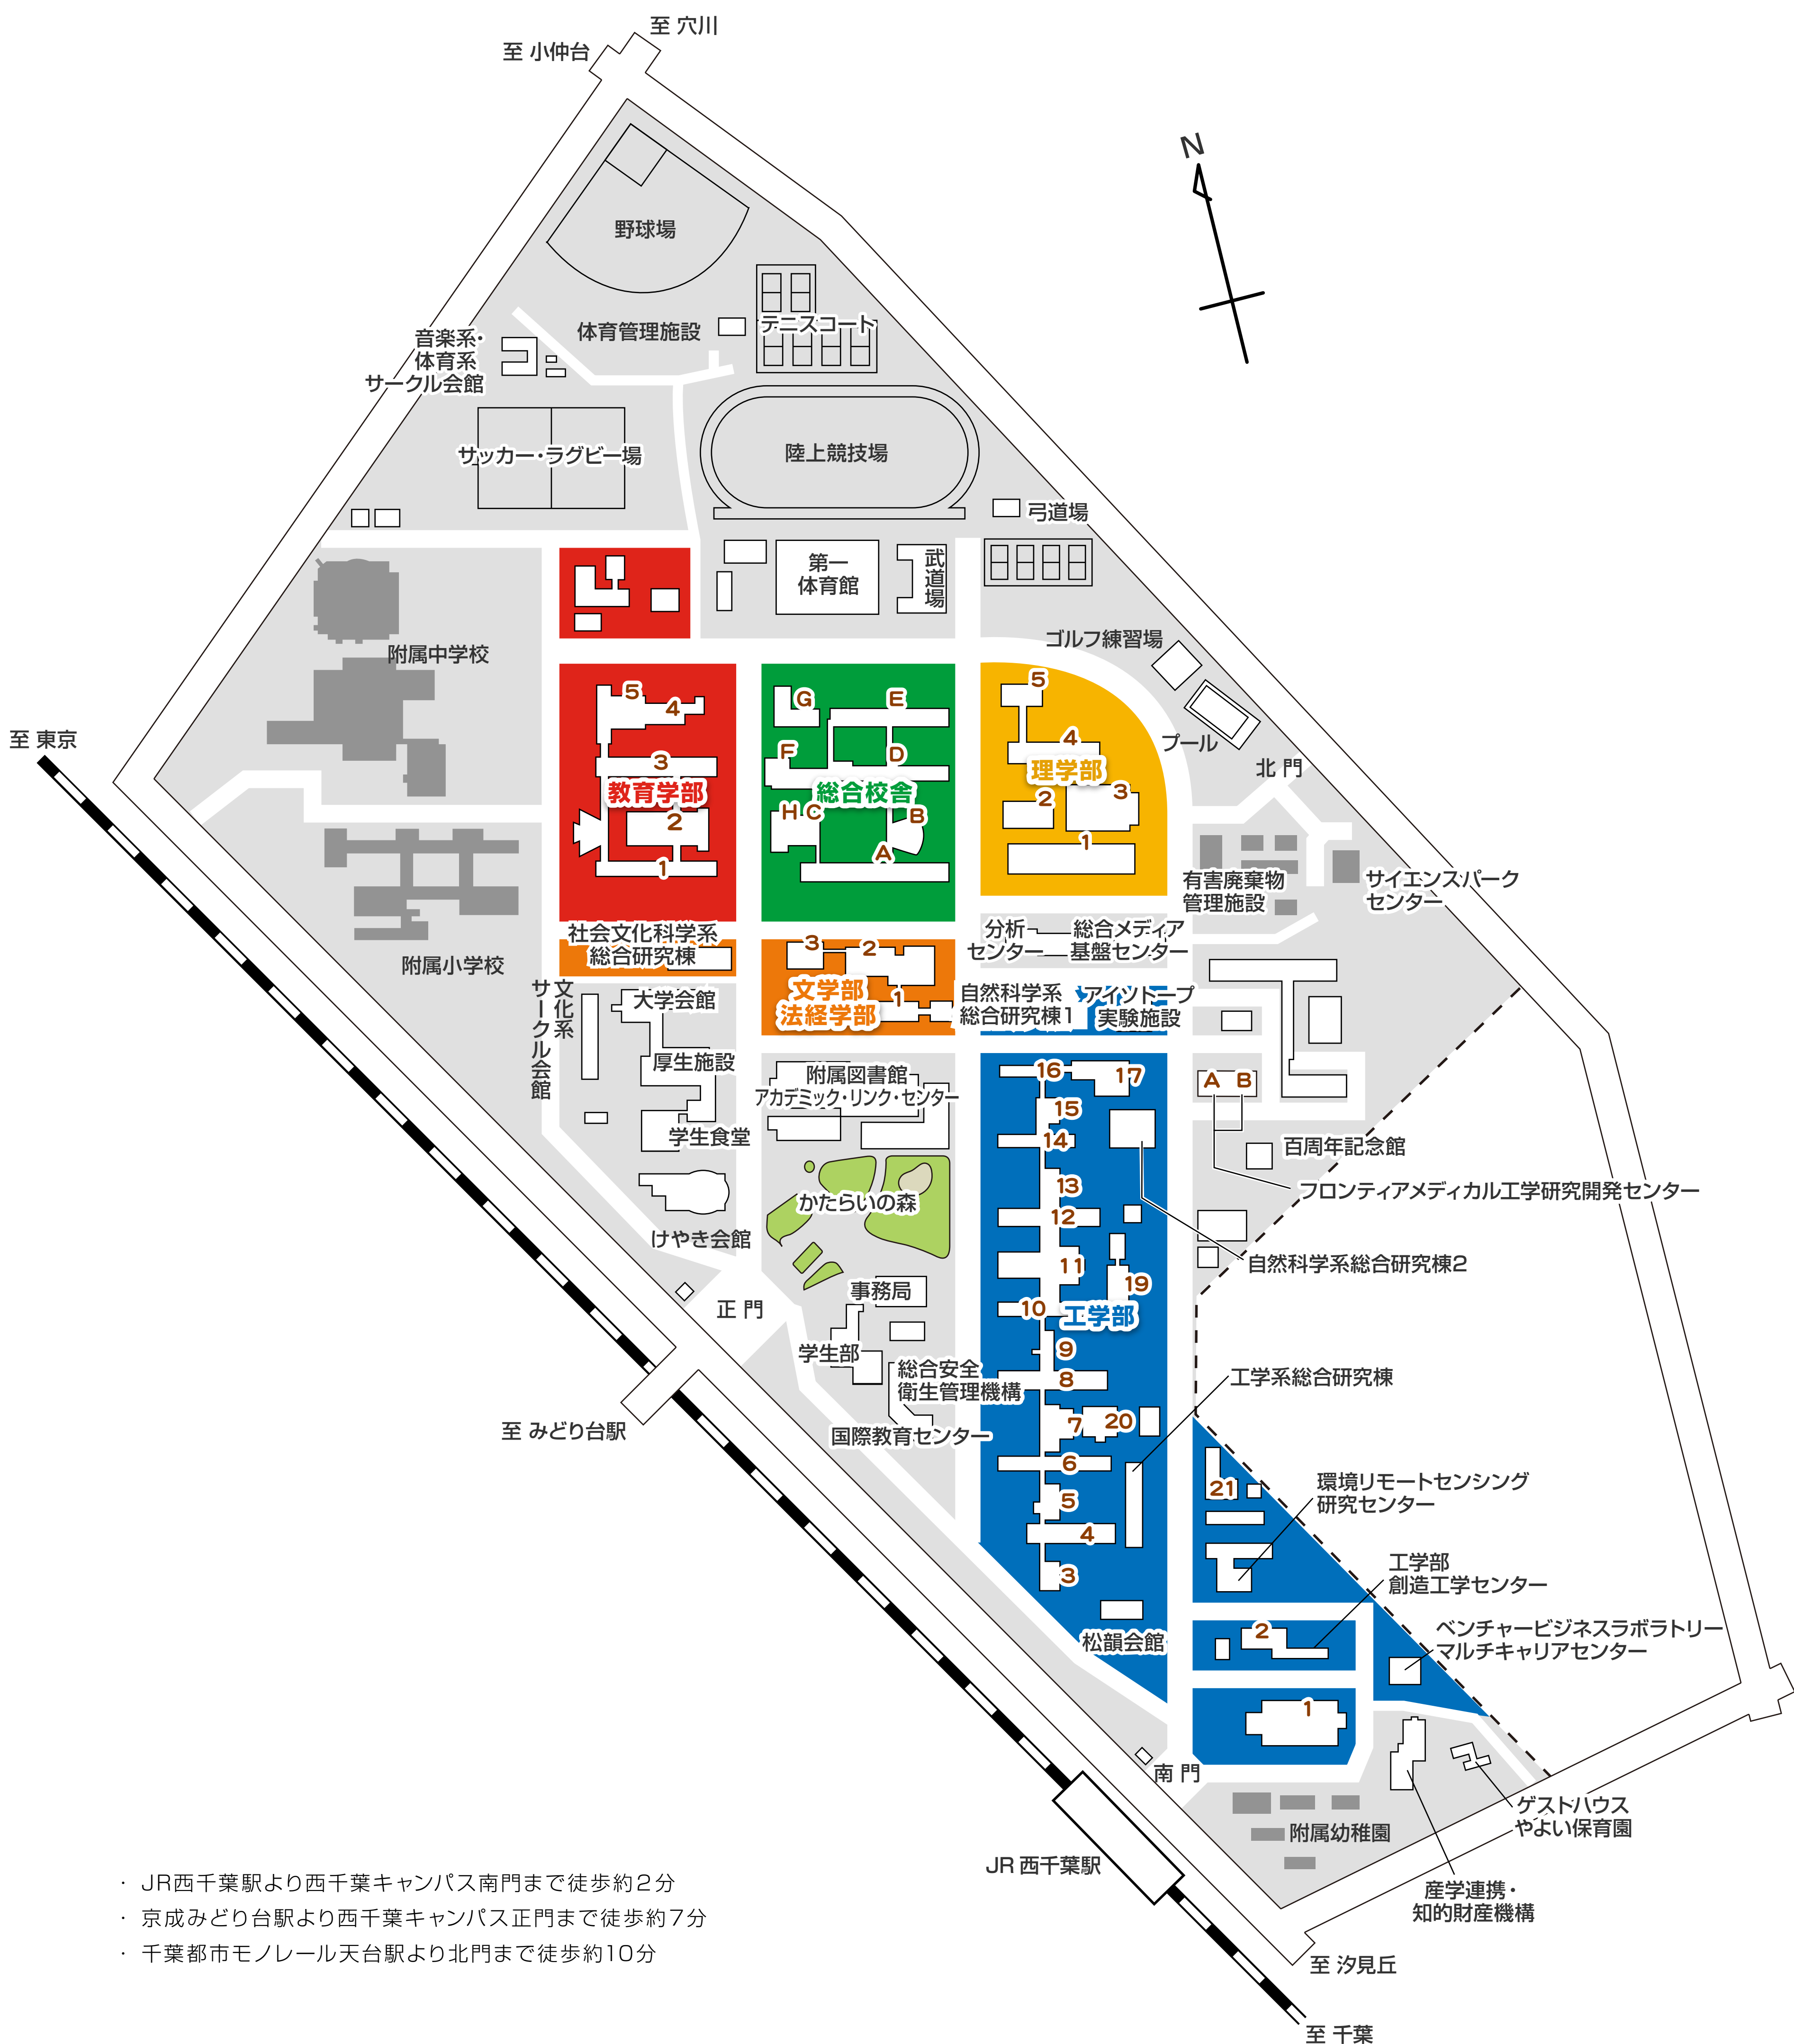 至 穴川
至 小仲台
N
野球場
体育管理施設
テニスコート
音楽系・
体育系
サークル会館
サッカー・ラグビー場
陸上競技場
弓道場
第一
体育館
武道場
附属中学校
ゴルフ練習場
プール
北門
至 東京
5
4
3
教育学部
2
1
G
E
F
D
総合校舎
H
C
B
A
5
4
理学部
2
3
1
有害廃棄物
管理施設
サイエンスパーク
センター
附属小学校
社会文化科学系
総合研究棟
3
2
文学部
1
法経学部
分析
センター
総合メディア
基盤センター
自然科学系
総合研究棟1
アイソトープ
実験施設
文化系
サークル会館
大学会館
厚生施設
学生食堂
けやき会館
附属図書館
アカデミック・リンク・センター
かたらいの森
事務局
学生部
総合安全
衛生管理機構
国際教育センター
正門
16
17
15
14
13
12
11
19
10
工学部
9
8
7
20
6
5
4
3
松韻会館
A
B
百周年記念館
フロンティアメディカル工学研究開発センター
自然科学系総合研究棟2
工学系総合研究棟
21
環境リモートセンシング
研究センター
工学部
創造工学センター
2
ベンチャービジネスラボラトリー
マルチキャリアセンター
1
至 みどり台駅
南門
附属幼稚園
ゲストハウス
やよい保育園
産学連携・
知的財産機構
JR 西千葉駅
至 汐見丘
至 千葉
・ JR西千葉駅より西千葉キャンパス南門まで徒歩約2分
・ 京成みどり台駅より西千葉キャンパス正門まで徒歩約7分
・ 千葉都市モノレール天台駅より北門まで徒歩約10分